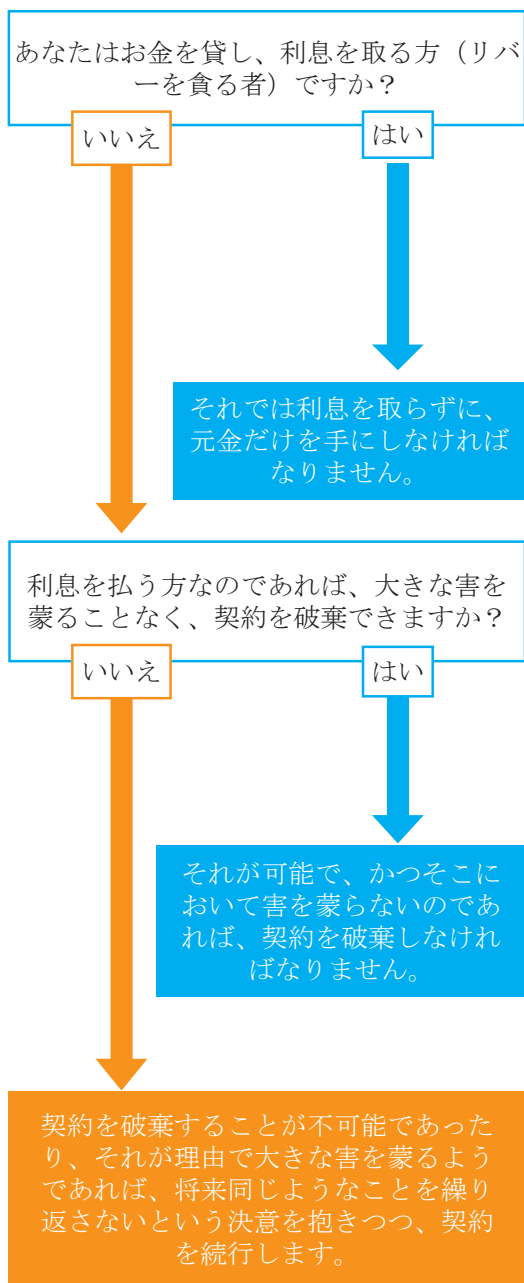 あなたはお金を貸し、利息を取る方（リバ
ーを貪る者）ですか？
いいえ
はい
それでは利息を取らずに、
元金だけを手にしなければ
なりません。
利息を払う方なのであれば、大きな害を
蒙ることなく、契約を破棄できますか？
いいえ
はい
それが可能で、かつそこに
おいて害を蒙らないのであ
れば、契約を破棄しなけれ
ばなりません。
契約を破棄することが不可能であった
り、それが理由で大きな害を蒙るよう
であれば、将来同じようなことを繰り
返さないという決意を抱きつつ、契約
を続行します。